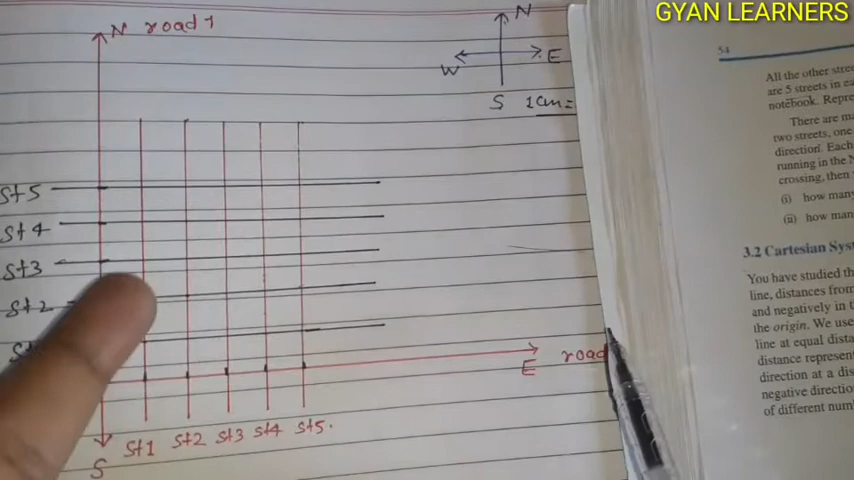 GYAN LEARNERS
N road 1
N
W E
S 1cm=
St5
St4
St3
St2
E road
St1 St2 St3 St4 St5.
S
54
All the other stree
are 5 streets in ea
notebook. Repre
There are ma
two streets, one
direction. Each
running in the N
crossing, then
(i) how many
(ii) how man
3.2 Cartesian Sys
You have studied th
line, distances from
and negatively in t
the origin. We use
line at equal dista
distance represent
direction at a dis
negative direction
of different num